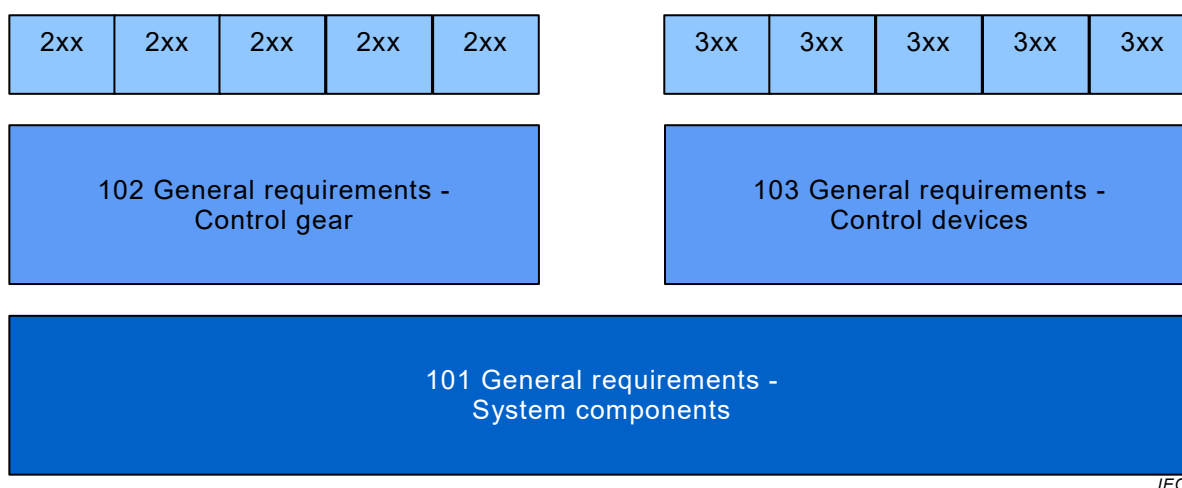 2xx 2xx 2xx 2xx 2xx 3xx 3xx 3xx 3xx 3xx
102 General requirements -
Control gear
103 General requirements -
Control devices
101 General requirements -
System components
IEC